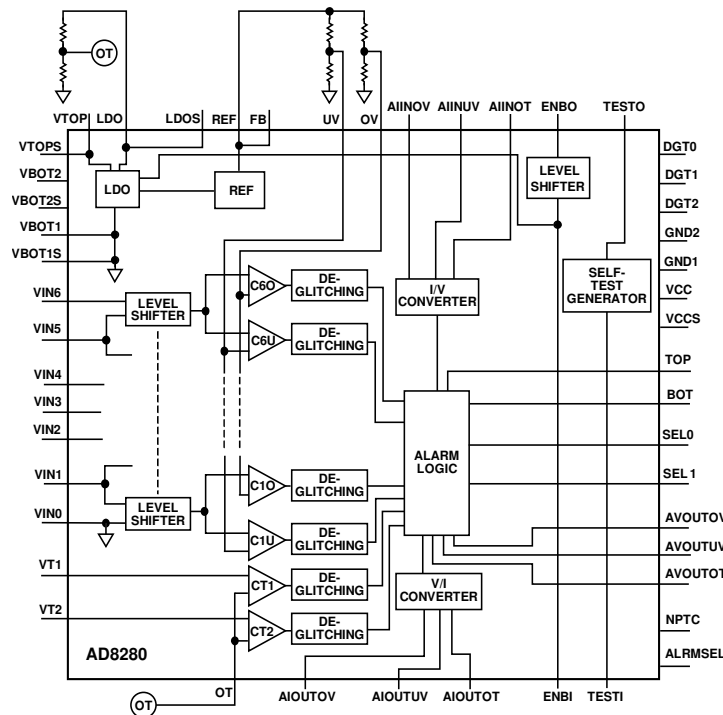 OT
VTOP LDO LDOS REF FB UV OV
AIINOV AIINUV AIINOT ENBO TESTO
VTOPS
VBOT2
VBOT2S
VBOT1
VBOT1S
VIN6
VIN5
VIN4
VIN3
VIN2
VIN1
VIN0
VT1
VT2
LDO
REF
LEVEL
SHIFTER
LEVEL
SHIFTER
LEVEL
SHIFTER
C6O
C6U
C1O
C1U
CT1
CT2
DE-
GLITCHING
DE-
GLITCHING
DE-
GLITCHING
DE-
GLITCHING
DE-
GLITCHING
DE-
GLITCHING
I/V
CONVERTER
ALARM
LOGIC
V/I
CONVERTER
SELF-
TEST
GENERATOR
DGT0
DGT1
DGT2
GND2
GND1
VCC
VCCS
TOP
BOT
SEL0
SEL1
AVOUTOV
AVOUTUV
AVOUTOT
NPTC
ALRMSEL
AD8280
OT
OT
AIOUTOV
AIOUTUV
AIOUTOT
ENBI
TESTI